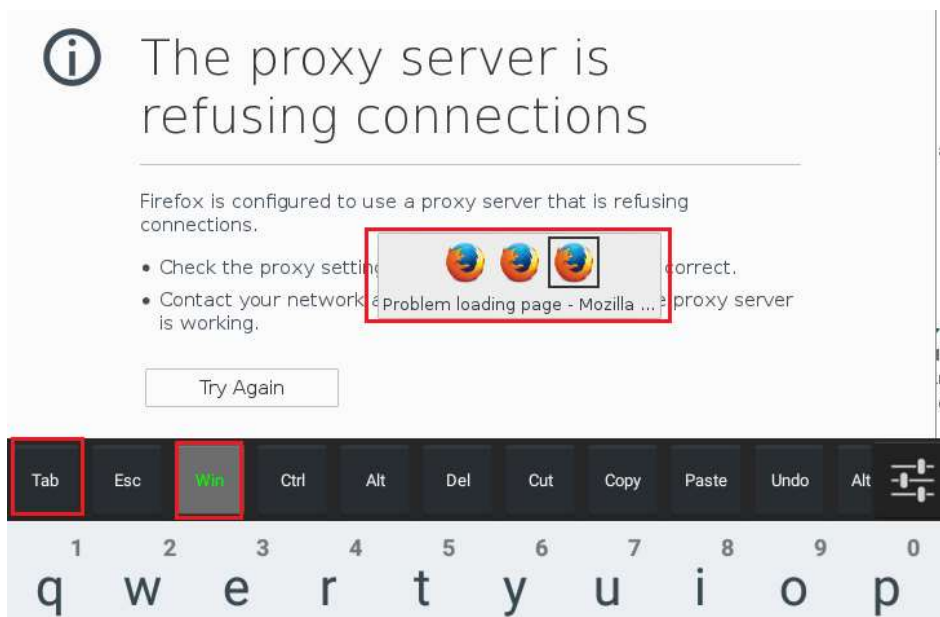 The proxy server is
refusing connections
Firefox is configured to use a proxy server that is refusing
connections.
• Check the proxy correct.
• Contact your network proxy server
is working.
Problem loading page - Mozilla ...
Try Again
Tab Esc Win Ctrl Alt Del Cut Copy Paste Undo Alt
1 2 3 4 5 6 7 8 9 0
q w e r t y u i o p